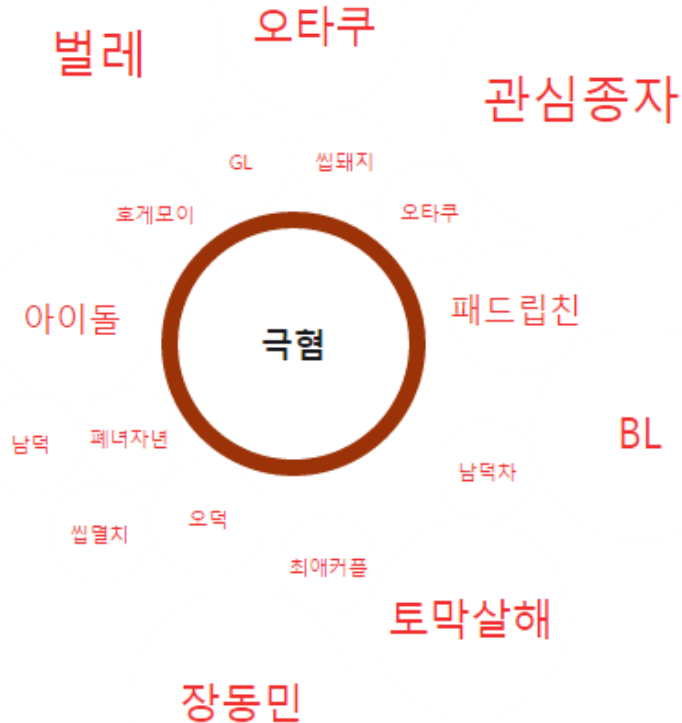 오타쿠
벌레
관심종자
GL
씹돼지
호게모이
오타쿠
아이돌
패드립친
극혐
BL
남덕
폐녀자년
남덕차
오덕
씹멸치
최애커플
토막살해
장동민